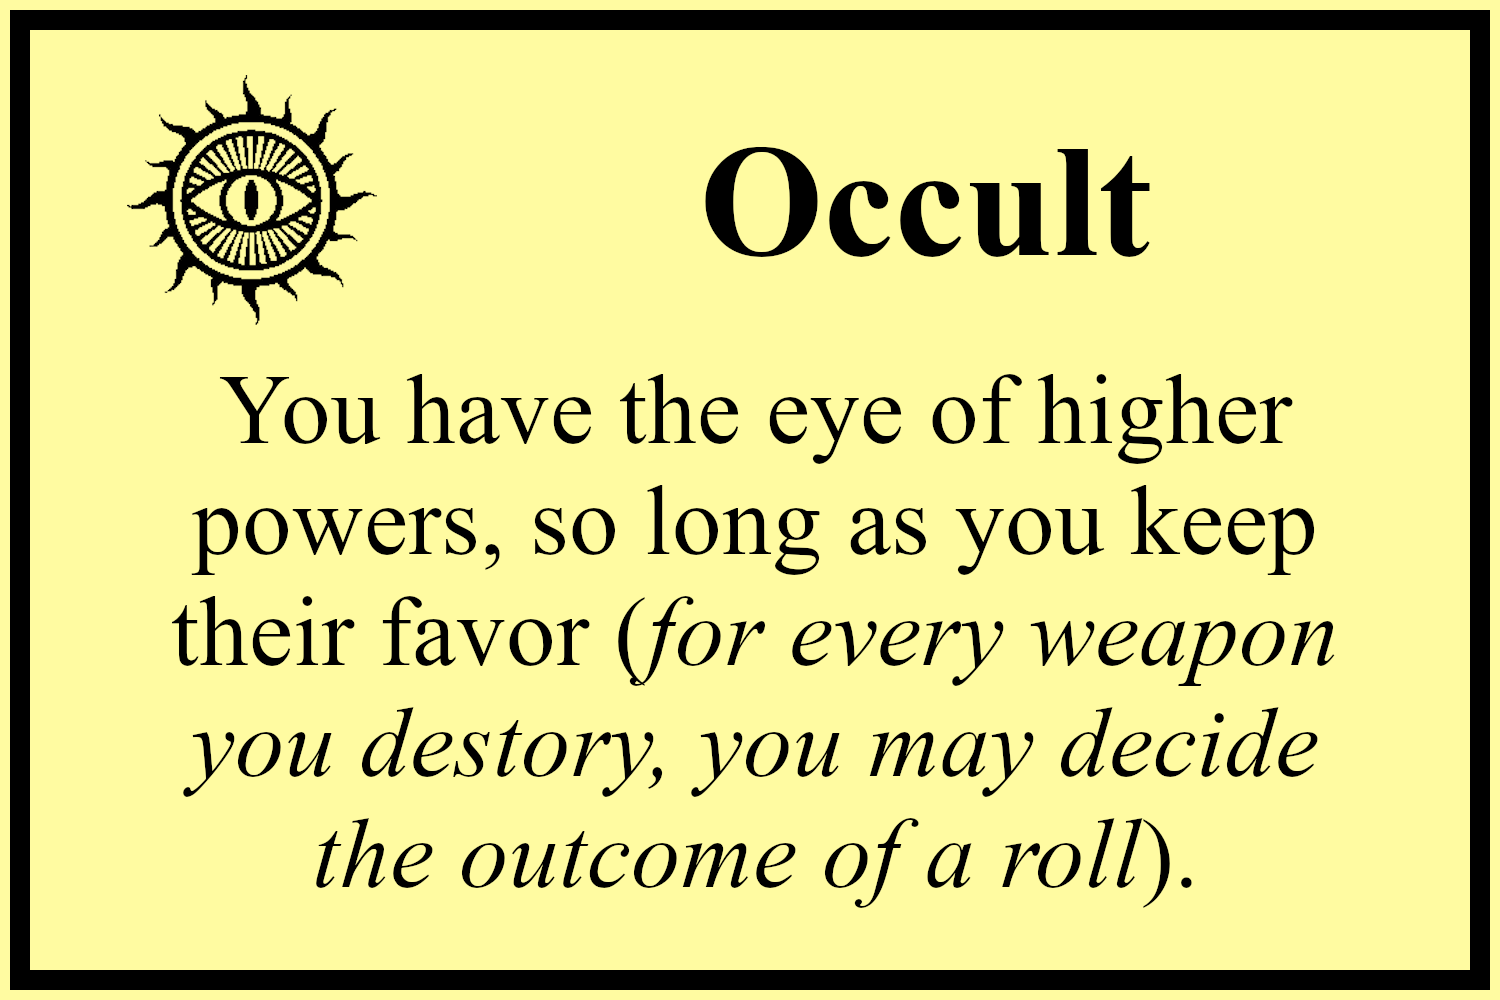 Occult
You have the eye of higher
powers, so long as you keep
their favor (for every weapon
you destory, you may decide
the outcome of a roll).